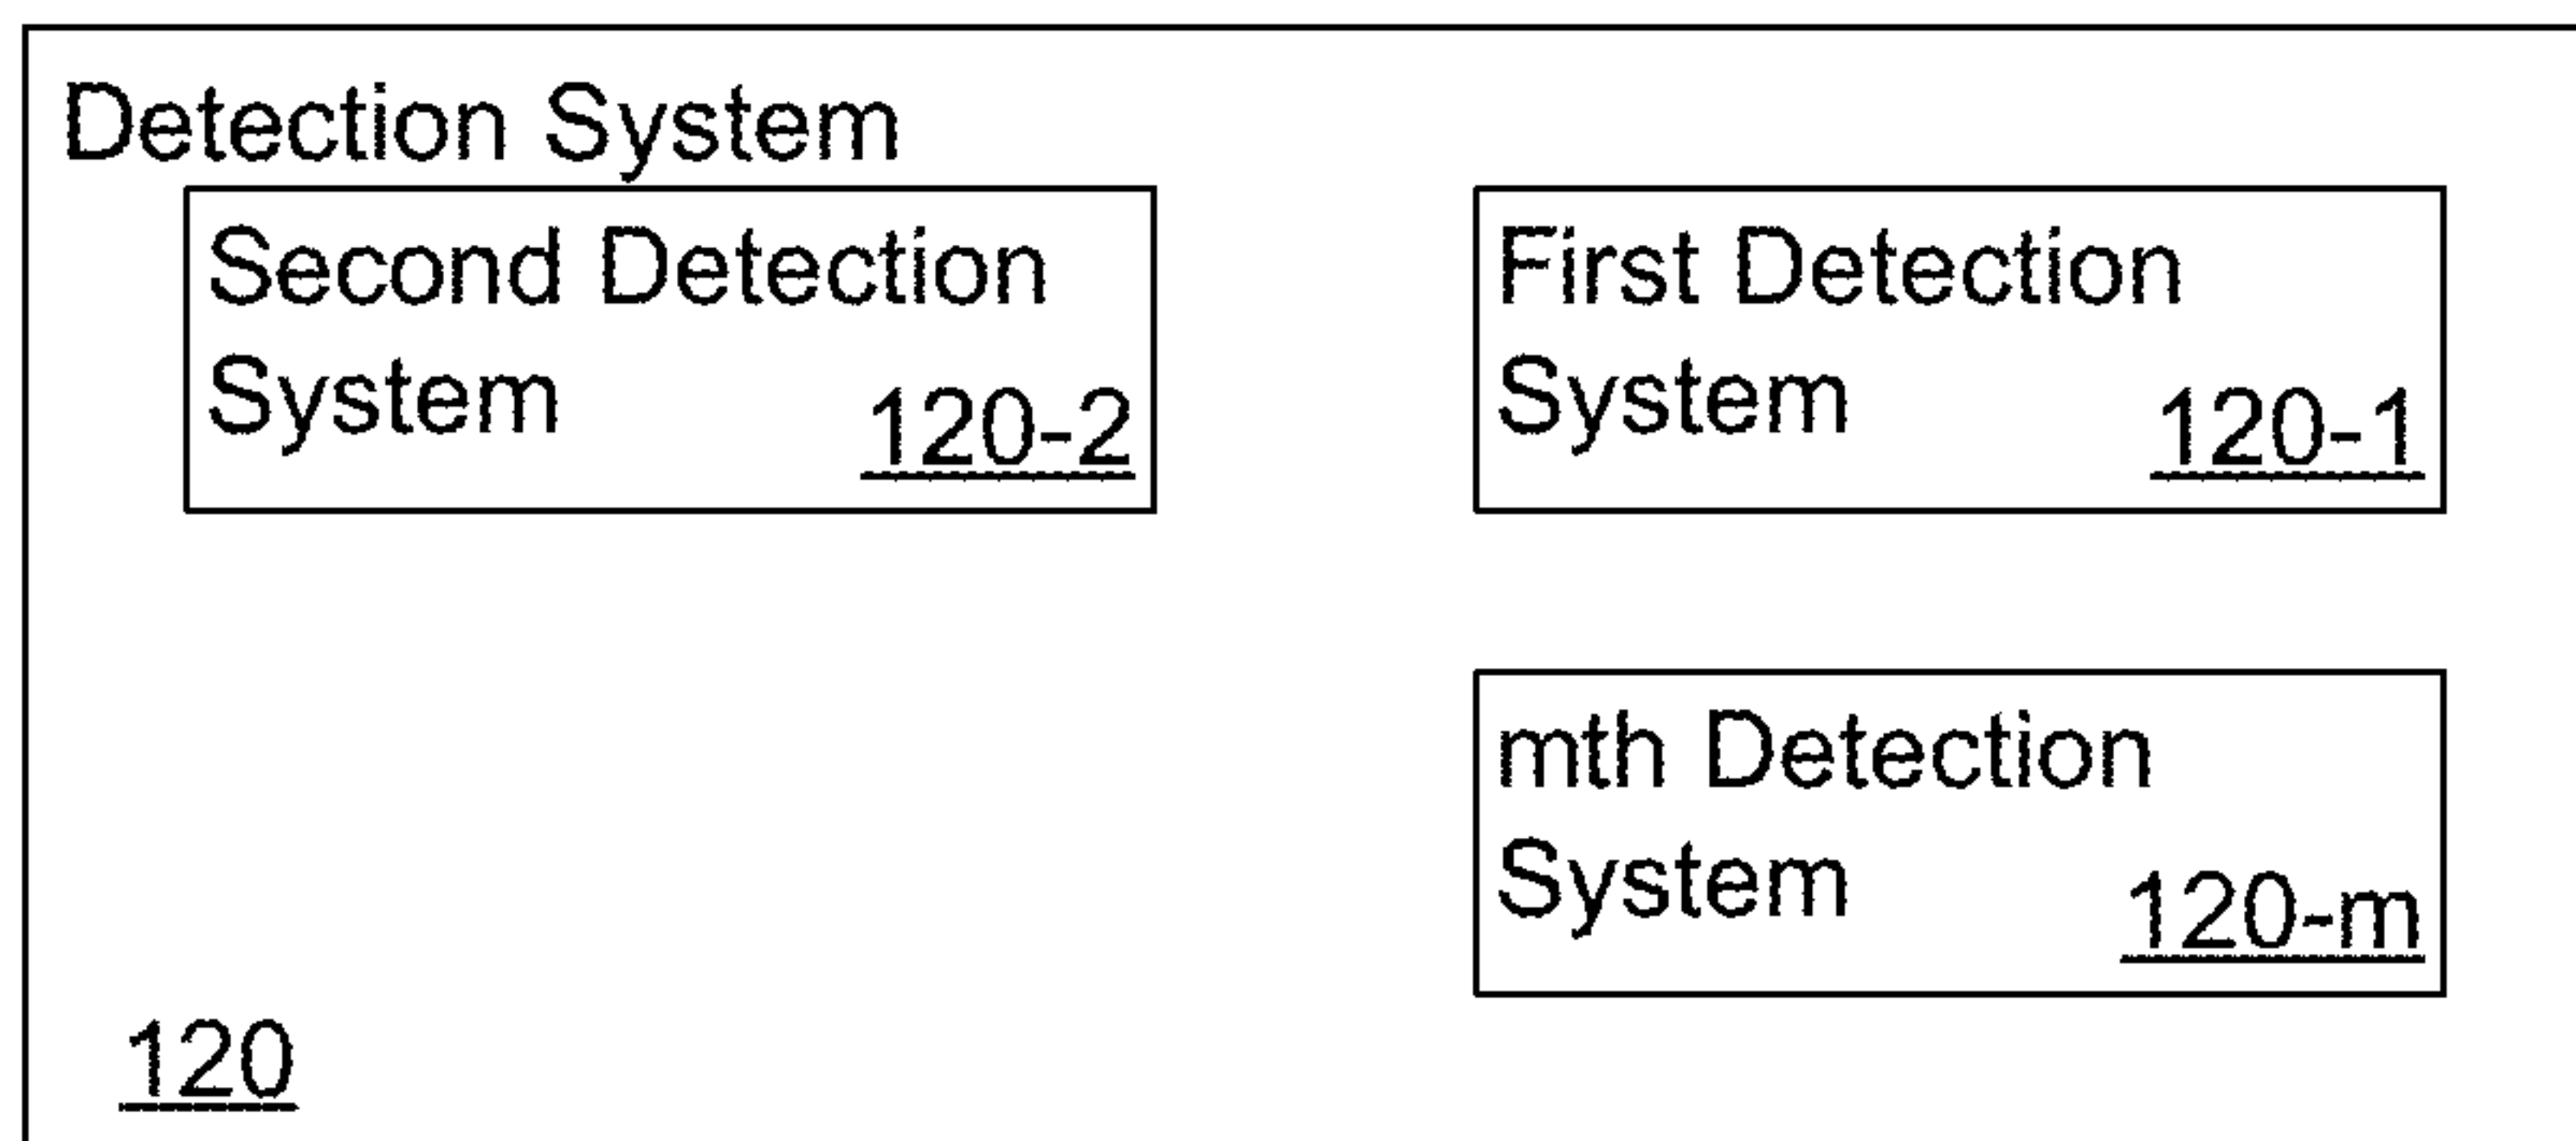 Detection System
Second Detection
System
120-2
First Detection
System
120-1
mth Detection
System
120-m
120